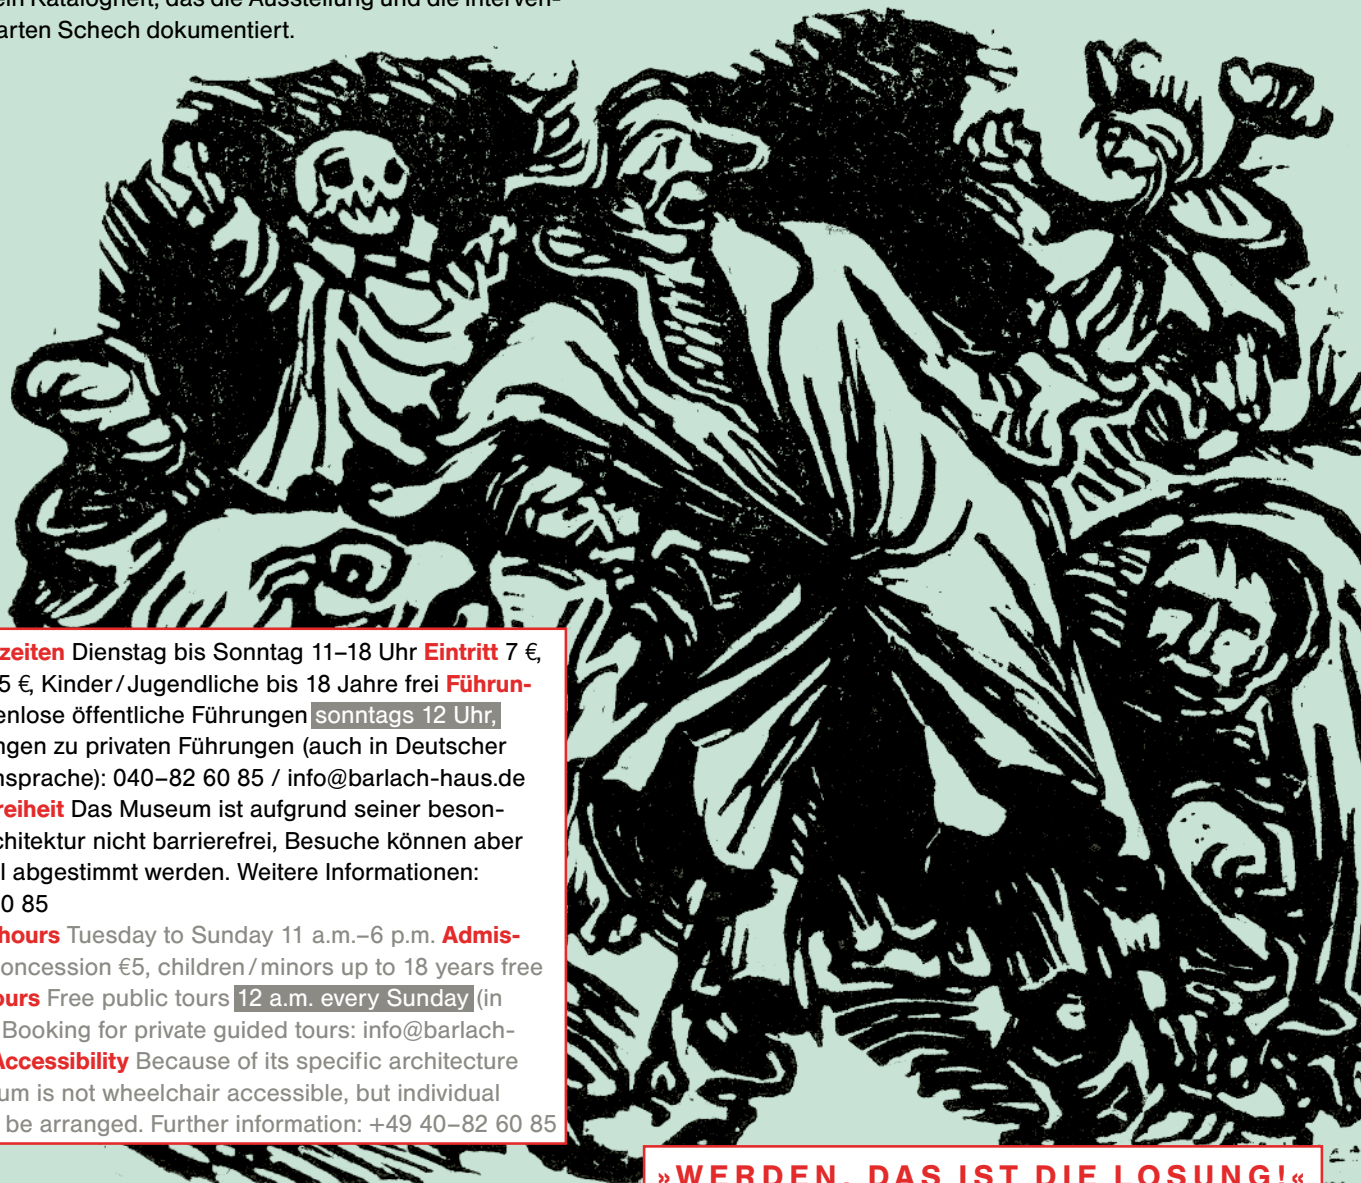 ein Katalogheft, das die Ausstellung und die Interven-
arten Schech dokumentiert.
zeiten Dienstag bis Sonntag 11–18 Uhr Eintritt 7 €,
5 €, Kinder/Jugendliche bis 18 Jahre frei Führun-
enlose öffentliche Führungen sonntags 12 Uhr,
ngen zu privaten Führungen (auch in Deutscher
nsprache): 040–82 60 85 / info@barlach-haus.de
reiheit Das Museum ist aufgrund seiner beson-
chitektur nicht barrierefrei, Besuche können aber
l abgestimmt werden. Weitere Informationen:
0 85
hours Tuesday to Sunday 11 a.m.–6 p.m. Admis-
oncession €5, children/minors up to 18 years free
ours Free public tours 12 a.m. every Sunday (in
Booking for private guided tours: info@barlach-
Accessibility Because of its specific architecture
um is not wheelchair accessible, but individual
be arranged. Further information: +49 40–82 60 85
»WERDEN, DAS IST DIE LOSUNG!«